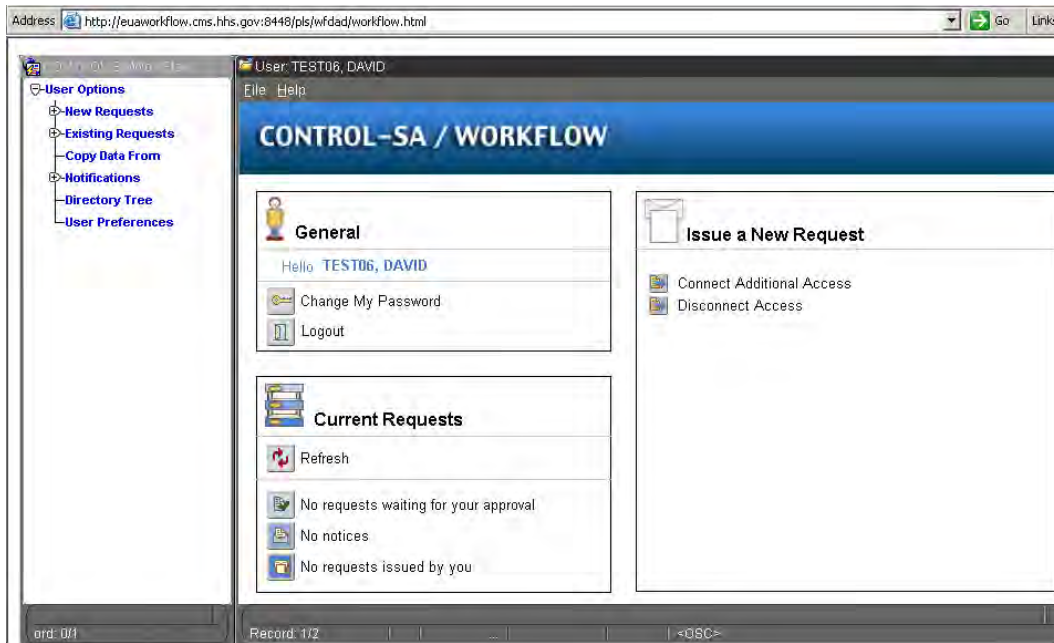 Address http://euaworkflow.cms.hhs.gov:8448/pls/wfdad/workflow.html Go Links
User Options
New Requests
Existing Requests
Copy Data From
Notifications
Directory Tree
User Preferences
ord: 0/1
User: TEST06, DAVID
File Help
CONTROL-SA / WORKFLOW
General
Hello TEST06, DAVID
Change My Password
Logout
Current Requests
Refresh
No requests waiting for your approval
No notices
No requests issued by you
Issue a New Request
Connect Additional Access
Disconnect Access
Record: 1/2 ... <OSC>